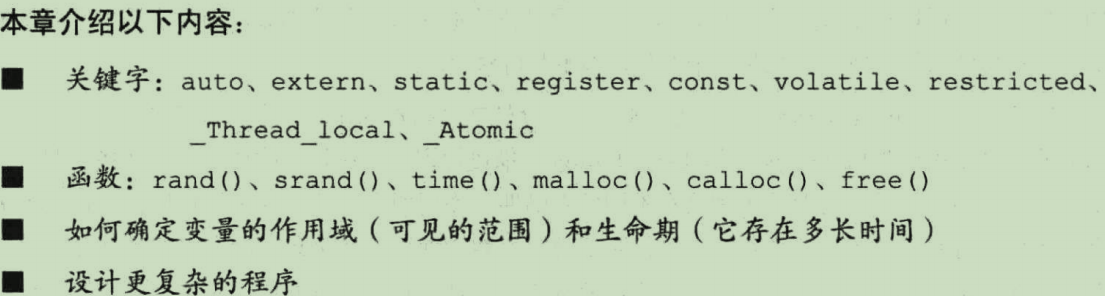 本章介绍以下内容：
■ 关键字：auto、extern、static、register、const、volatile、restricted、
_Thread_local、_Atomic
■ 函数：rand()、srand()、time()、malloc()、calloc()、free()
■ 如何确定变量的作用域（可见的范围）和生命期（它存在多长时间）
■ 设计更复杂的程序